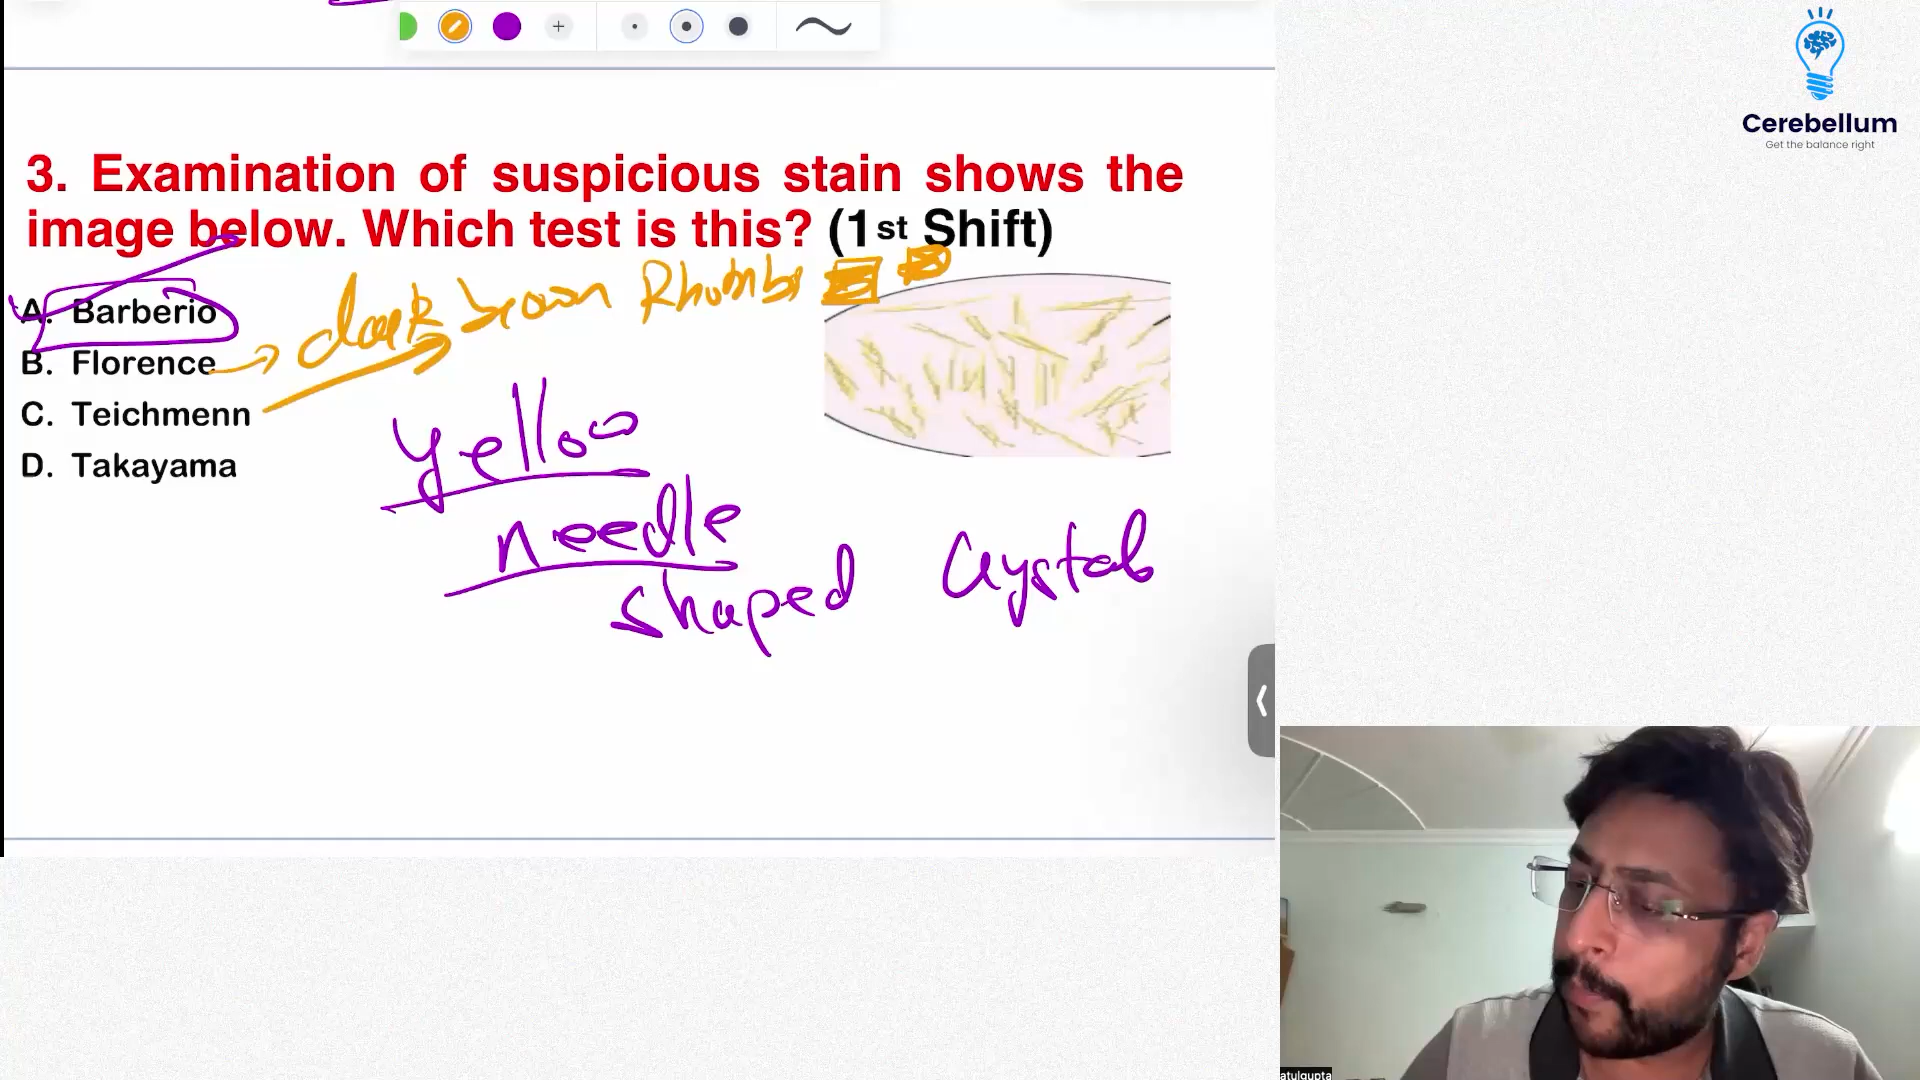 Cerebellum
Get the balance right
3. Examination of suspicious stain shows the
image below. Which test is this? (1st Shift)
A. Barberio
B. Florence
C. Teichmenn
D. Takayama
dark brown Rhombi
yellow
needle
shaped crystals
atulgupta